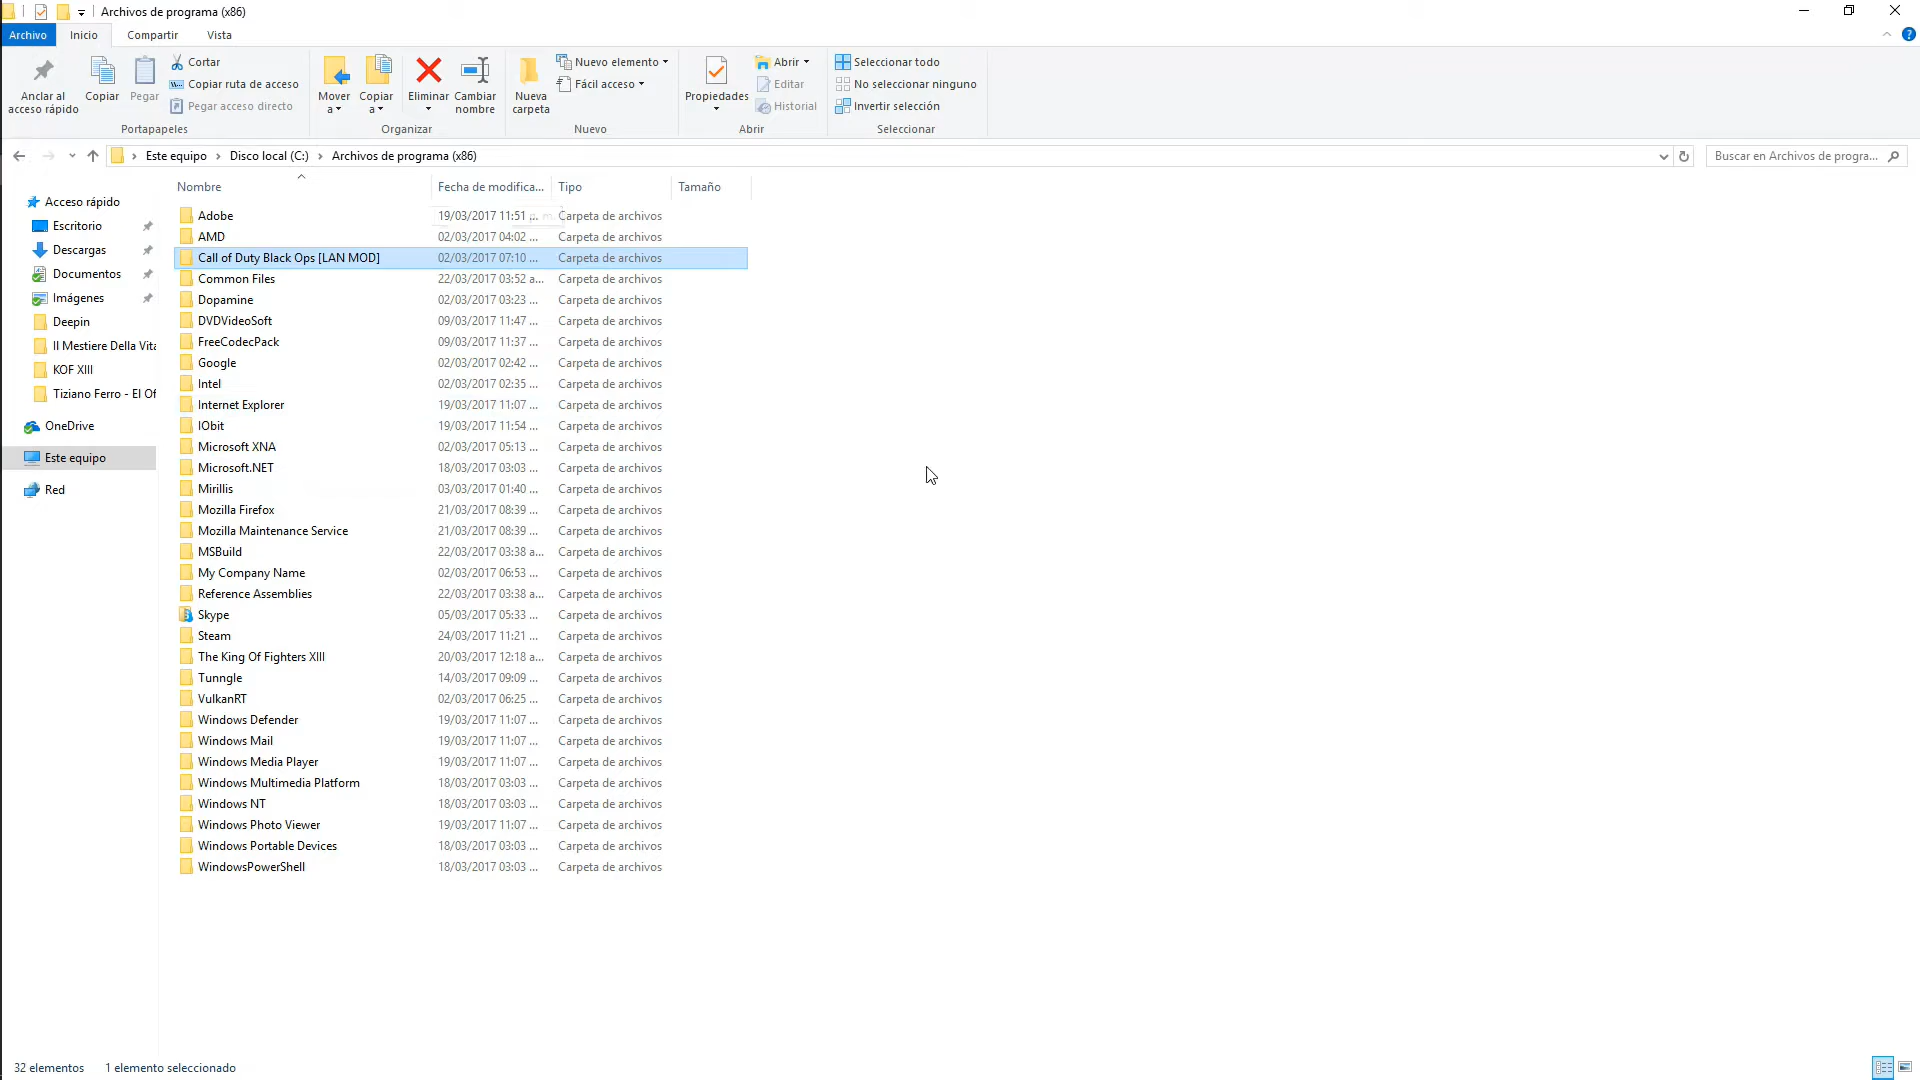 Archivos de programa (x86)
Archivo Inicio Compartir Vista
Anclar al acceso rápido
Copiar
Pegar
Cortar
Copiar ruta de acceso
Pegar acceso directo
Portapapeles
Mover a
Copiar a
Eliminar
Cambiar nombre
Organizar
Nueva carpeta
Nuevo elemento
Fácil acceso
Nuevo
Propiedades
Abrir
Editar
Historial
Abrir
Seleccionar todo
No seleccionar ninguno
Invertir selección
Seleccionar
Este equipo › Disco local (C:) › Archivos de programa (x86)
Buscar en Archivos de progra...
Acceso rápido
Escritorio
Descargas
Documentos
Imágenes
Deepin
Il Mestiere Della Vita
KOF XIII
Tiziano Ferro - El Of
OneDrive
Este equipo
Red
Nombre Fecha de modifica... Tipo Tamaño
Adobe 19/03/2017 11:51 Carpeta de archivos
AMD 02/03/2017 04:02 ... Carpeta de archivos
Call of Duty Black Ops [LAN MOD] 02/03/2017 07:10 ... Carpeta de archivos
Common Files 22/03/2017 03:52 a... Carpeta de archivos
Dopamine 02/03/2017 03:23 ... Carpeta de archivos
DVDVideoSoft 09/03/2017 11:47 ... Carpeta de archivos
FreeCodecPack 09/03/2017 11:37 ... Carpeta de archivos
Google 02/03/2017 02:42 ... Carpeta de archivos
Intel 02/03/2017 02:35 ... Carpeta de archivos
Internet Explorer 19/03/2017 11:07 ... Carpeta de archivos
IObit 19/03/2017 11:54 ... Carpeta de archivos
Microsoft XNA 02/03/2017 05:13 ... Carpeta de archivos
Microsoft.NET 18/03/2017 03:03 ... Carpeta de archivos
Mirillis 03/03/2017 01:40 ... Carpeta de archivos
Mozilla Firefox 21/03/2017 08:39 ... Carpeta de archivos
Mozilla Maintenance Service 21/03/2017 08:39 ... Carpeta de archivos
MSBuild 22/03/2017 03:38 a... Carpeta de archivos
My Company Name 02/03/2017 06:53 ... Carpeta de archivos
Reference Assemblies 22/03/2017 03:38 a... Carpeta de archivos
Skype 05/03/2017 05:33 ... Carpeta de archivos
Steam 24/03/2017 11:21 ... Carpeta de archivos
The King Of Fighters XIII 20/03/2017 12:18 a... Carpeta de archivos
Tunngle 14/03/2017 09:09 ... Carpeta de archivos
VulkanRT 02/03/2017 06:25 ... Carpeta de archivos
Windows Defender 19/03/2017 11:07 ... Carpeta de archivos
Windows Mail 19/03/2017 11:07 ... Carpeta de archivos
Windows Media Player 19/03/2017 11:07 ... Carpeta de archivos
Windows Multimedia Platform 18/03/2017 03:03 ... Carpeta de archivos
Windows NT 18/03/2017 03:03 ... Carpeta de archivos
Windows Photo Viewer 19/03/2017 11:07 ... Carpeta de archivos
Windows Portable Devices 18/03/2017 03:03 ... Carpeta de archivos
WindowsPowerShell 18/03/2017 03:03 ... Carpeta de archivos
32 elementos 1 elemento seleccionado